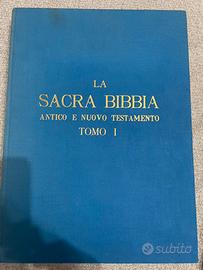 LA
SACRA BIBBIA
ANTICO E NUOVO TESTAMENTO
TOMO I
subito